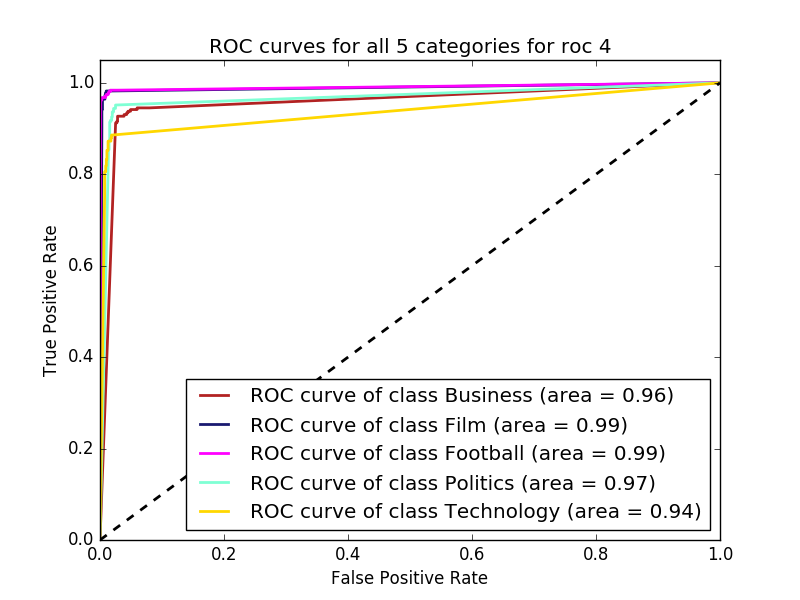 ROC curves for all 5 categories for roc 4
1.0
0.8
0.6
0.4
0.2
0.0
True Positive Rate
ROC curve of class Business (area = 0.96)
ROC curve of class Film (area = 0.99)
ROC curve of class Football (area = 0.99)
ROC curve of class Politics (area = 0.97)
ROC curve of class Technology (area = 0.94)
0.0 0.2 0.4 0.6 0.8 1.0
False Positive Rate